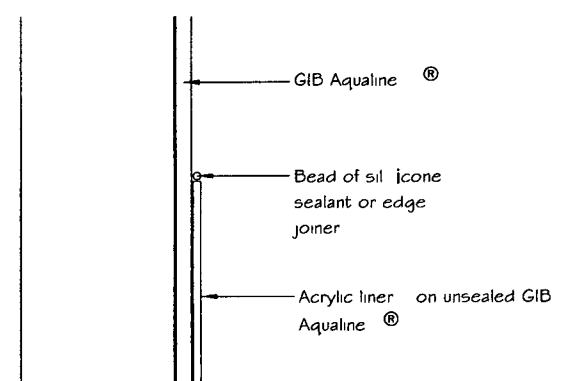 GIB Aqualine ®
Bead of sil icone
sealant or edge
joiner
Acrylic liner on unsealed GIB
Aqualine ®